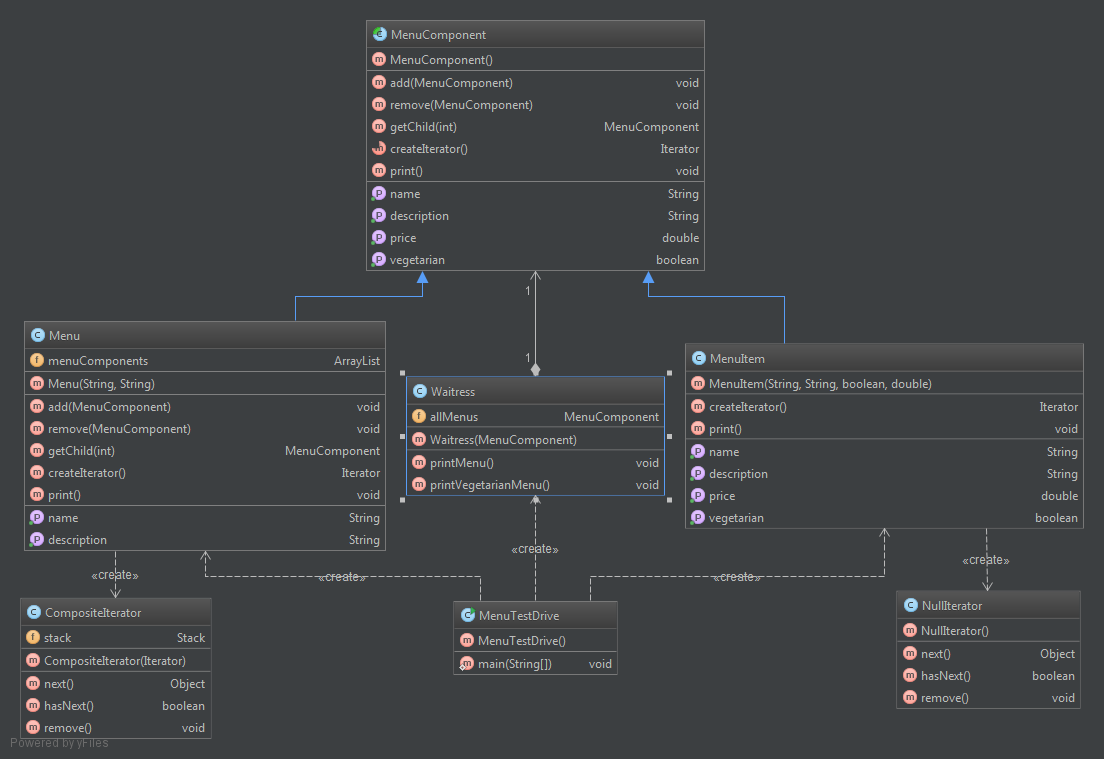 MenuComponent
MenuComponent()
add(MenuComponent) void
remove(MenuComponent) void
getChild(int) MenuComponent
createIterator() Iterator
print() void
name String
description String
price double
vegetarian boolean
1
1
Menu
menuComponents ArrayList
Menu(String, String)
add(MenuComponent) void
remove(MenuComponent) void
getChild(int) MenuComponent
createIterator() Iterator
print() void
name String
description String
Waitress
allMenus MenuComponent
Waitress(MenuComponent)
printMenu() void
printVegetarianMenu() void
MenuItem
MenuItem(String, String, boolean, double)
createIterator() Iterator
print() void
name String
description String
price double
vegetarian boolean
«create»
«create»
«create»
«create»
«create»
CompositeIterator
stack Stack
CompositeIterator(Iterator)
next() Object
hasNext() boolean
remove() void
MenuTestDrive
MenuTestDrive()
main(String[]) void
NullIterator
NullIterator()
next() Object
hasNext() boolean
remove() void
Powered by yFiles